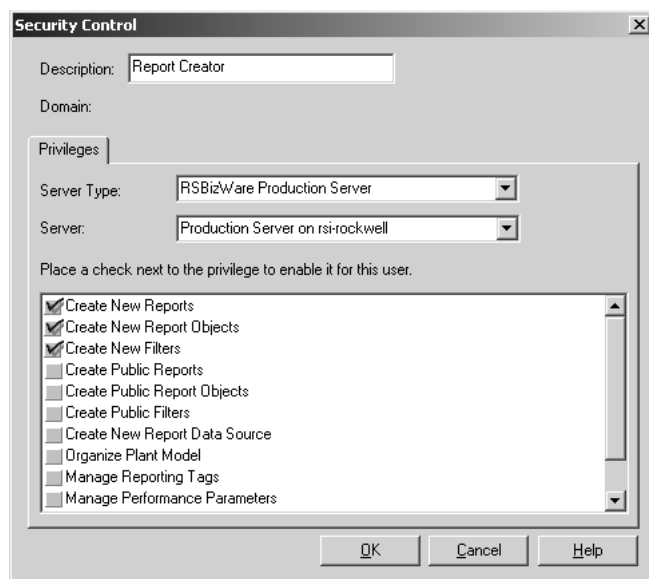 Security Control
Description: Report Creator
Domain:
Privileges
Server Type: RSBizWare Production Server
Server: Production Server on rsi-rockwell
Place a check next to the privilege to enable it for this user.
Create New Reports
Create New Report Objects
Create New Filters
Create Public Reports
Create Public Report Objects
Create Public Filters
Create New Report Data Source
Organize Plant Model
Manage Reporting Tags
Manage Performance Parameters
OK Cancel Help